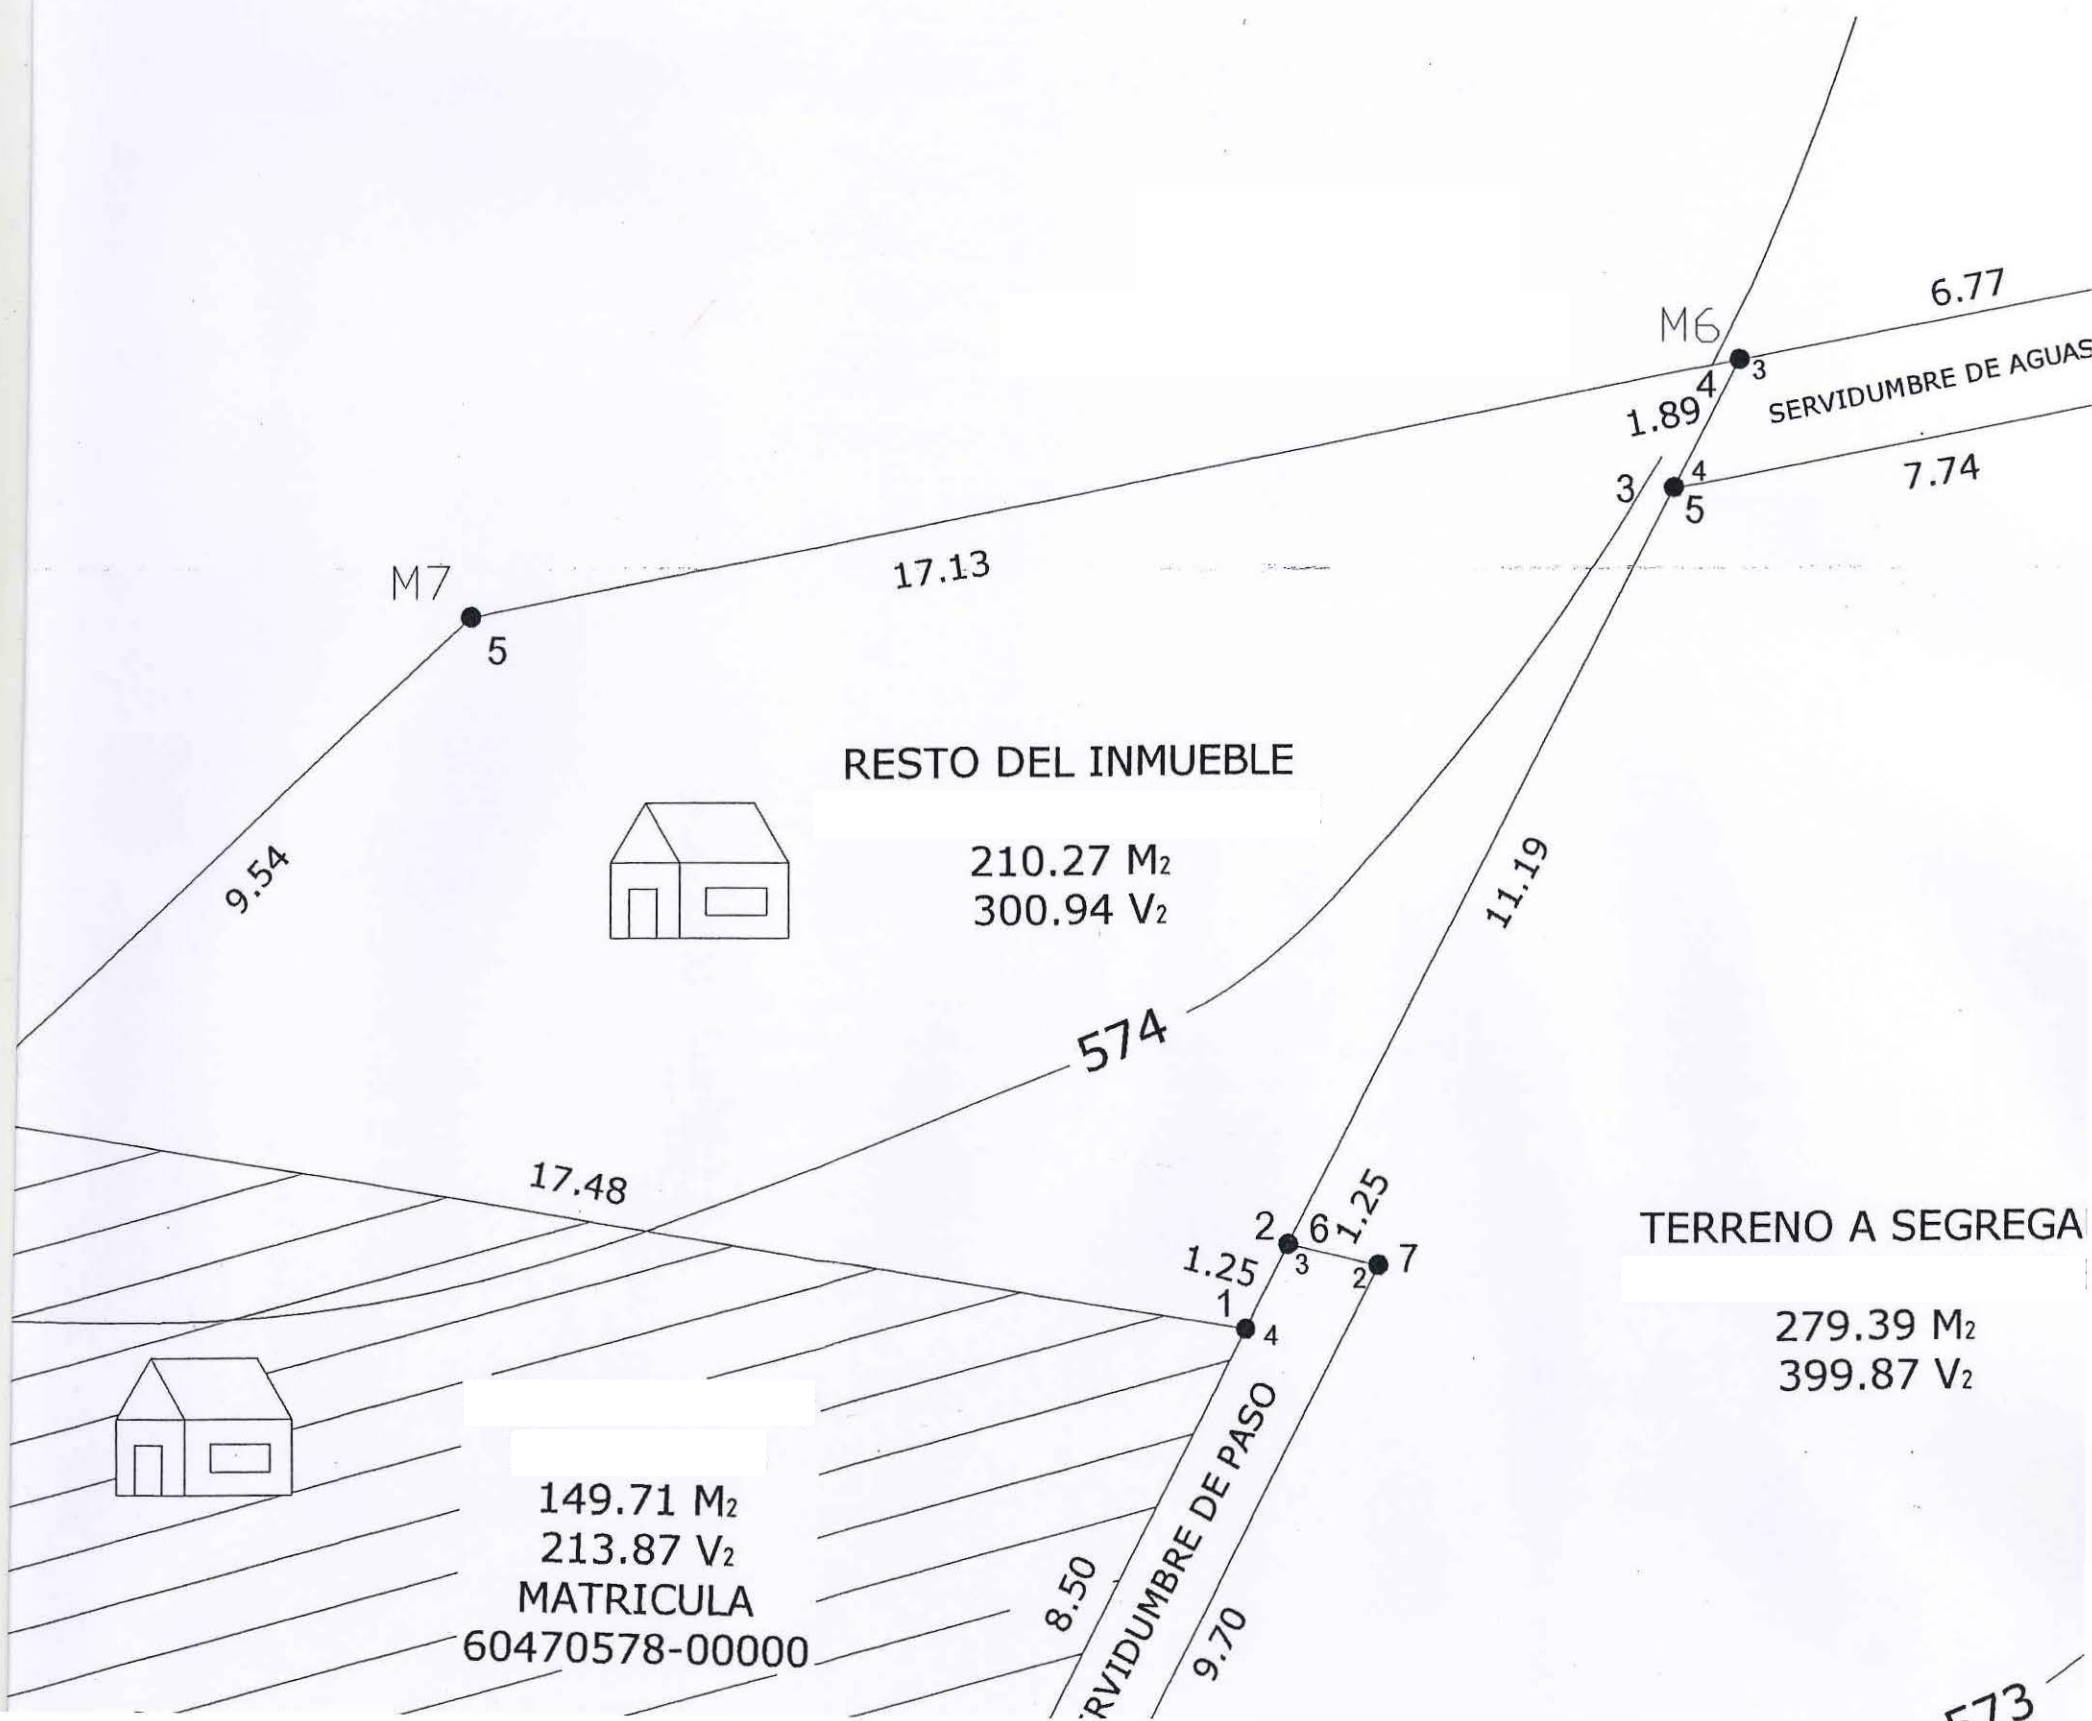 6.77
M6
3
4
SERVIDUMBRE DE AGUAS
1.89
4
3
7.74
5
17.13
M7
5
RESTO DEL INMUEBLE
210.27 M2
300.94 V2
9.54
11.19
574
17.48
1.25
2
6
7
TERRENO A SEGREGA
1.25
3
2
1
4
279.39 M2
399.87 V2
149.71 M2
213.87 V2
MATRICULA
60470578-00000
8.50
ERVIDUMBRE DE PASO
9.70
573